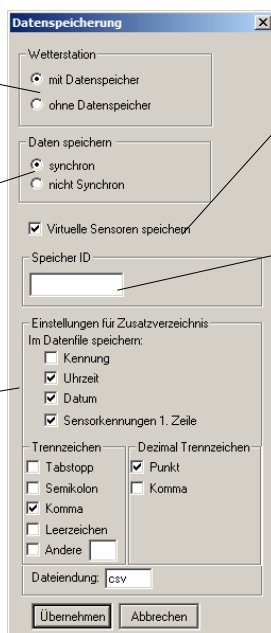 Datenspeicherung
Wetterstation
mit Datenspeicher
ohne Datenspeicher
Daten speichern
synchron
nicht Synchron
Virtuelle Sensoren speichern
Speicher ID
Einstellungen für Zusatzverzeichnis
Im Datenfile speichern:
Kennung
Uhrzeit
Datum
Sensorkennungen 1. Zeile
Trennzeichen
Tabstopp
Semikolon
Komma
Leerzeichen
Andere
Dezimal Trennzeichen
Punkt
Komma
Dateiendung: csv
Übernehmen Abbrechen